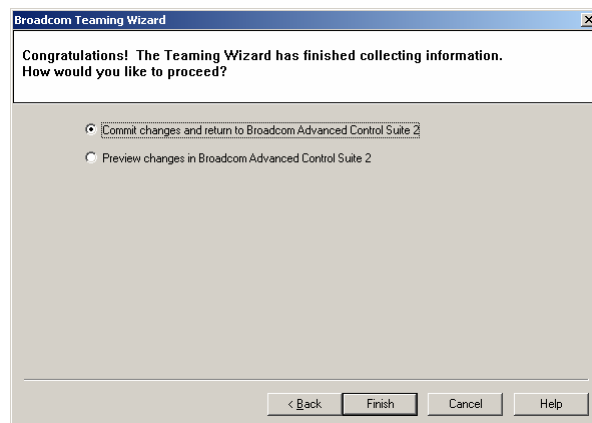 Broadcom Teaming Wizard
Congratulations! The Teaming Wizard has finished collecting information.
How would you like to proceed?
Commit changes and return to Broadcom Advanced Control Suite 2
Preview changes in Broadcom Advanced Control Suite 2
< Back Finish Cancel Help